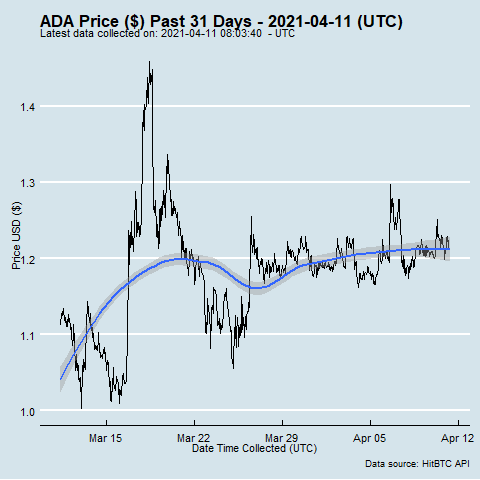 ADA Price ($) Past 31 Days - 2021-04-11 (UTC)
Latest data collected on: 2021-04-11 08:03:40  - UTC
1.4
1.3
1.2
1.1
1.0
Price USD ($)
Mar 15
Mar 22
Mar 29
Apr 05
Apr 12
Date Time Collected (UTC)
Data source: HitBTC API